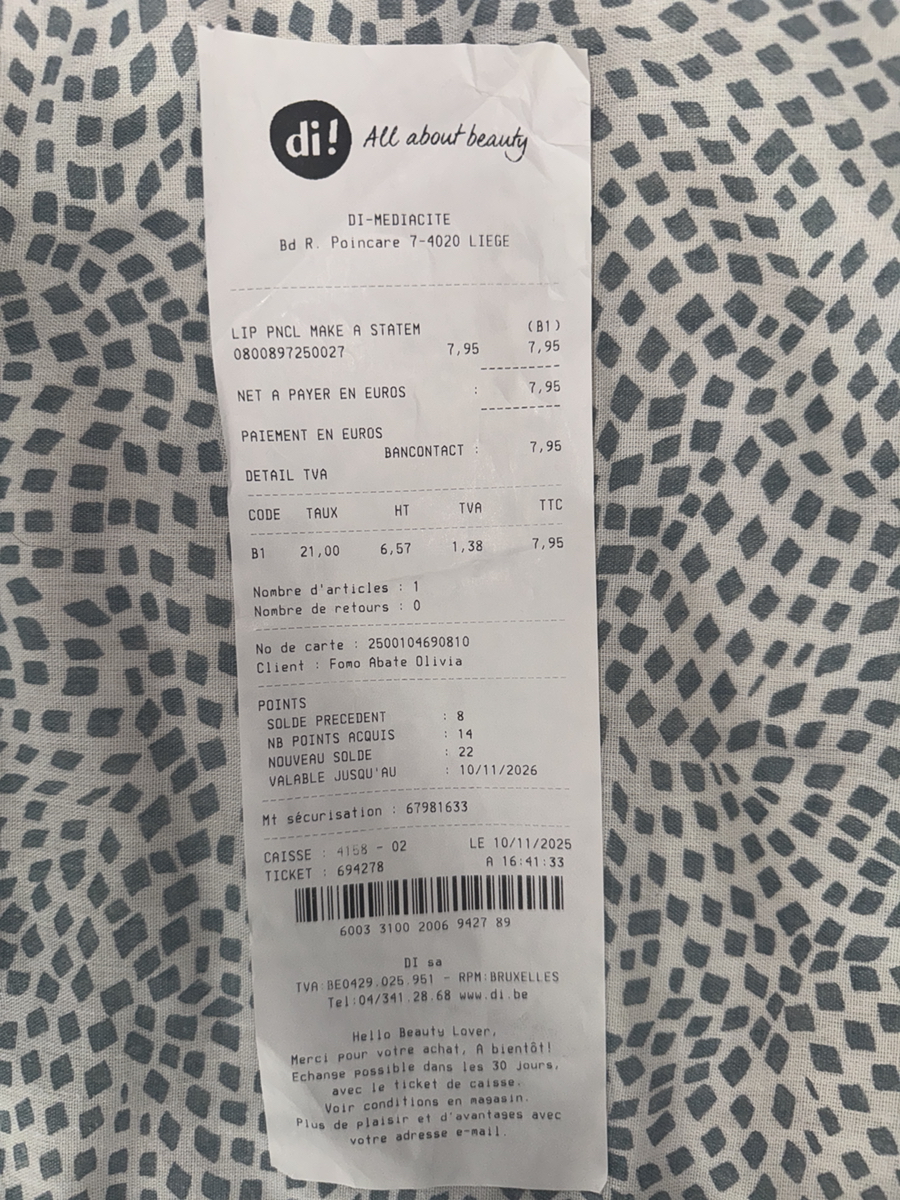 di! All about beauty
DI-MEDIACITE
Bd R. Poincare 7-4020 LIEGE
LIP PNCL MAKE A STATEM (B1)
0800897250027 7,95 7,95
NET A PAYER EN EUROS : 7,95
PAIEMENT EN EUROS
BANCONTACT : 7,95
DETAIL TVA
CODE TAUX HT TVA TTC
B1 21,00 6,57 1,38 7,95
Nombre d'articles : 1
Nombre de retours : 0
No de carte : 2500104690810
Client : Fomo Abate Olivia
POINTS
SOLDE PRECEDENT : 8
NB POINTS ACQUIS : 14
NOUVEAU SOLDE : 22
VALABLE JUSQU'AU : 10/11/2026
Mt sécurisation : 67981633
CAISSE : 4158 - 02 LE 10/11/2025
TICKET : 694278 A 16:41:33
6003 3100 2006 9427 89
DI sa
TVA:BE0429.025.951 - RPM:BRUXELLES
Tel:04/341.28.68 www.di.be
Hello Beauty Lover,
Merci pour votre achat, A bientôt!
Echange possible dans les 30 jours,
avec le ticket de caisse.
Voir conditions en magasin.
Plus de plaisir et d'avantages avec
votre adresse e-mail.